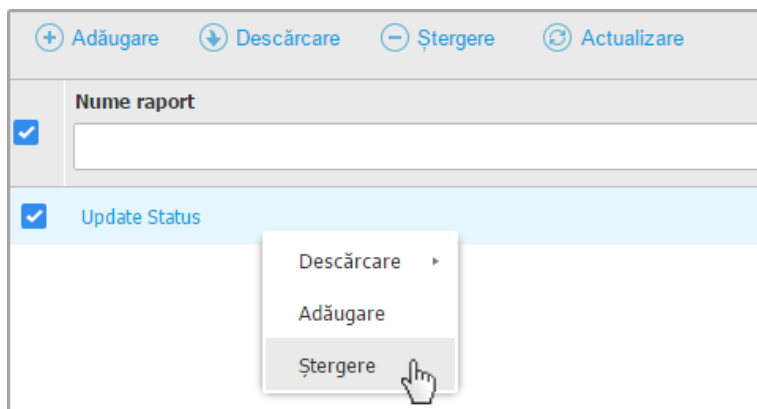 Adăugare Descărcare Ștergere Actualizare
Nume raport
Update Status
Descărcare
Adăugare
Ștergere